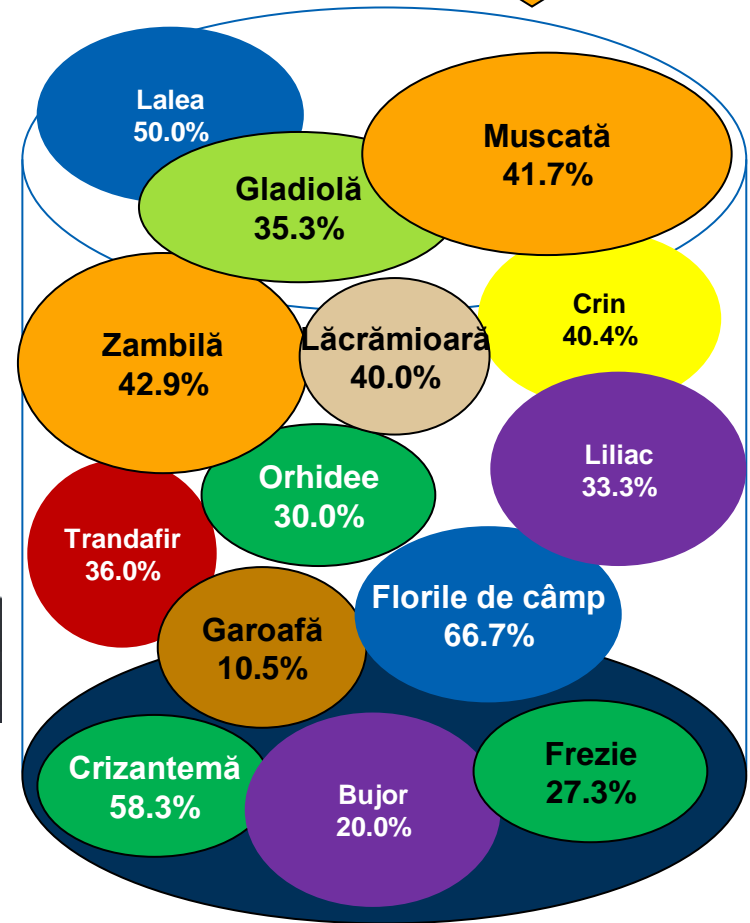 Lalea
50.0%
Muscată
41.7%
Gladiolă
35.3%
Crin
40.4%
Zambilă
42.9%
Lăcrămioară
40.0%
Liliac
33.3%
Orhidee
30.0%
Trandafir
36.0%
Florile de câmp
66.7%
Garoafă
10.5%
Crizantemă
58.3%
Bujor
20.0%
Frezie
27.3%